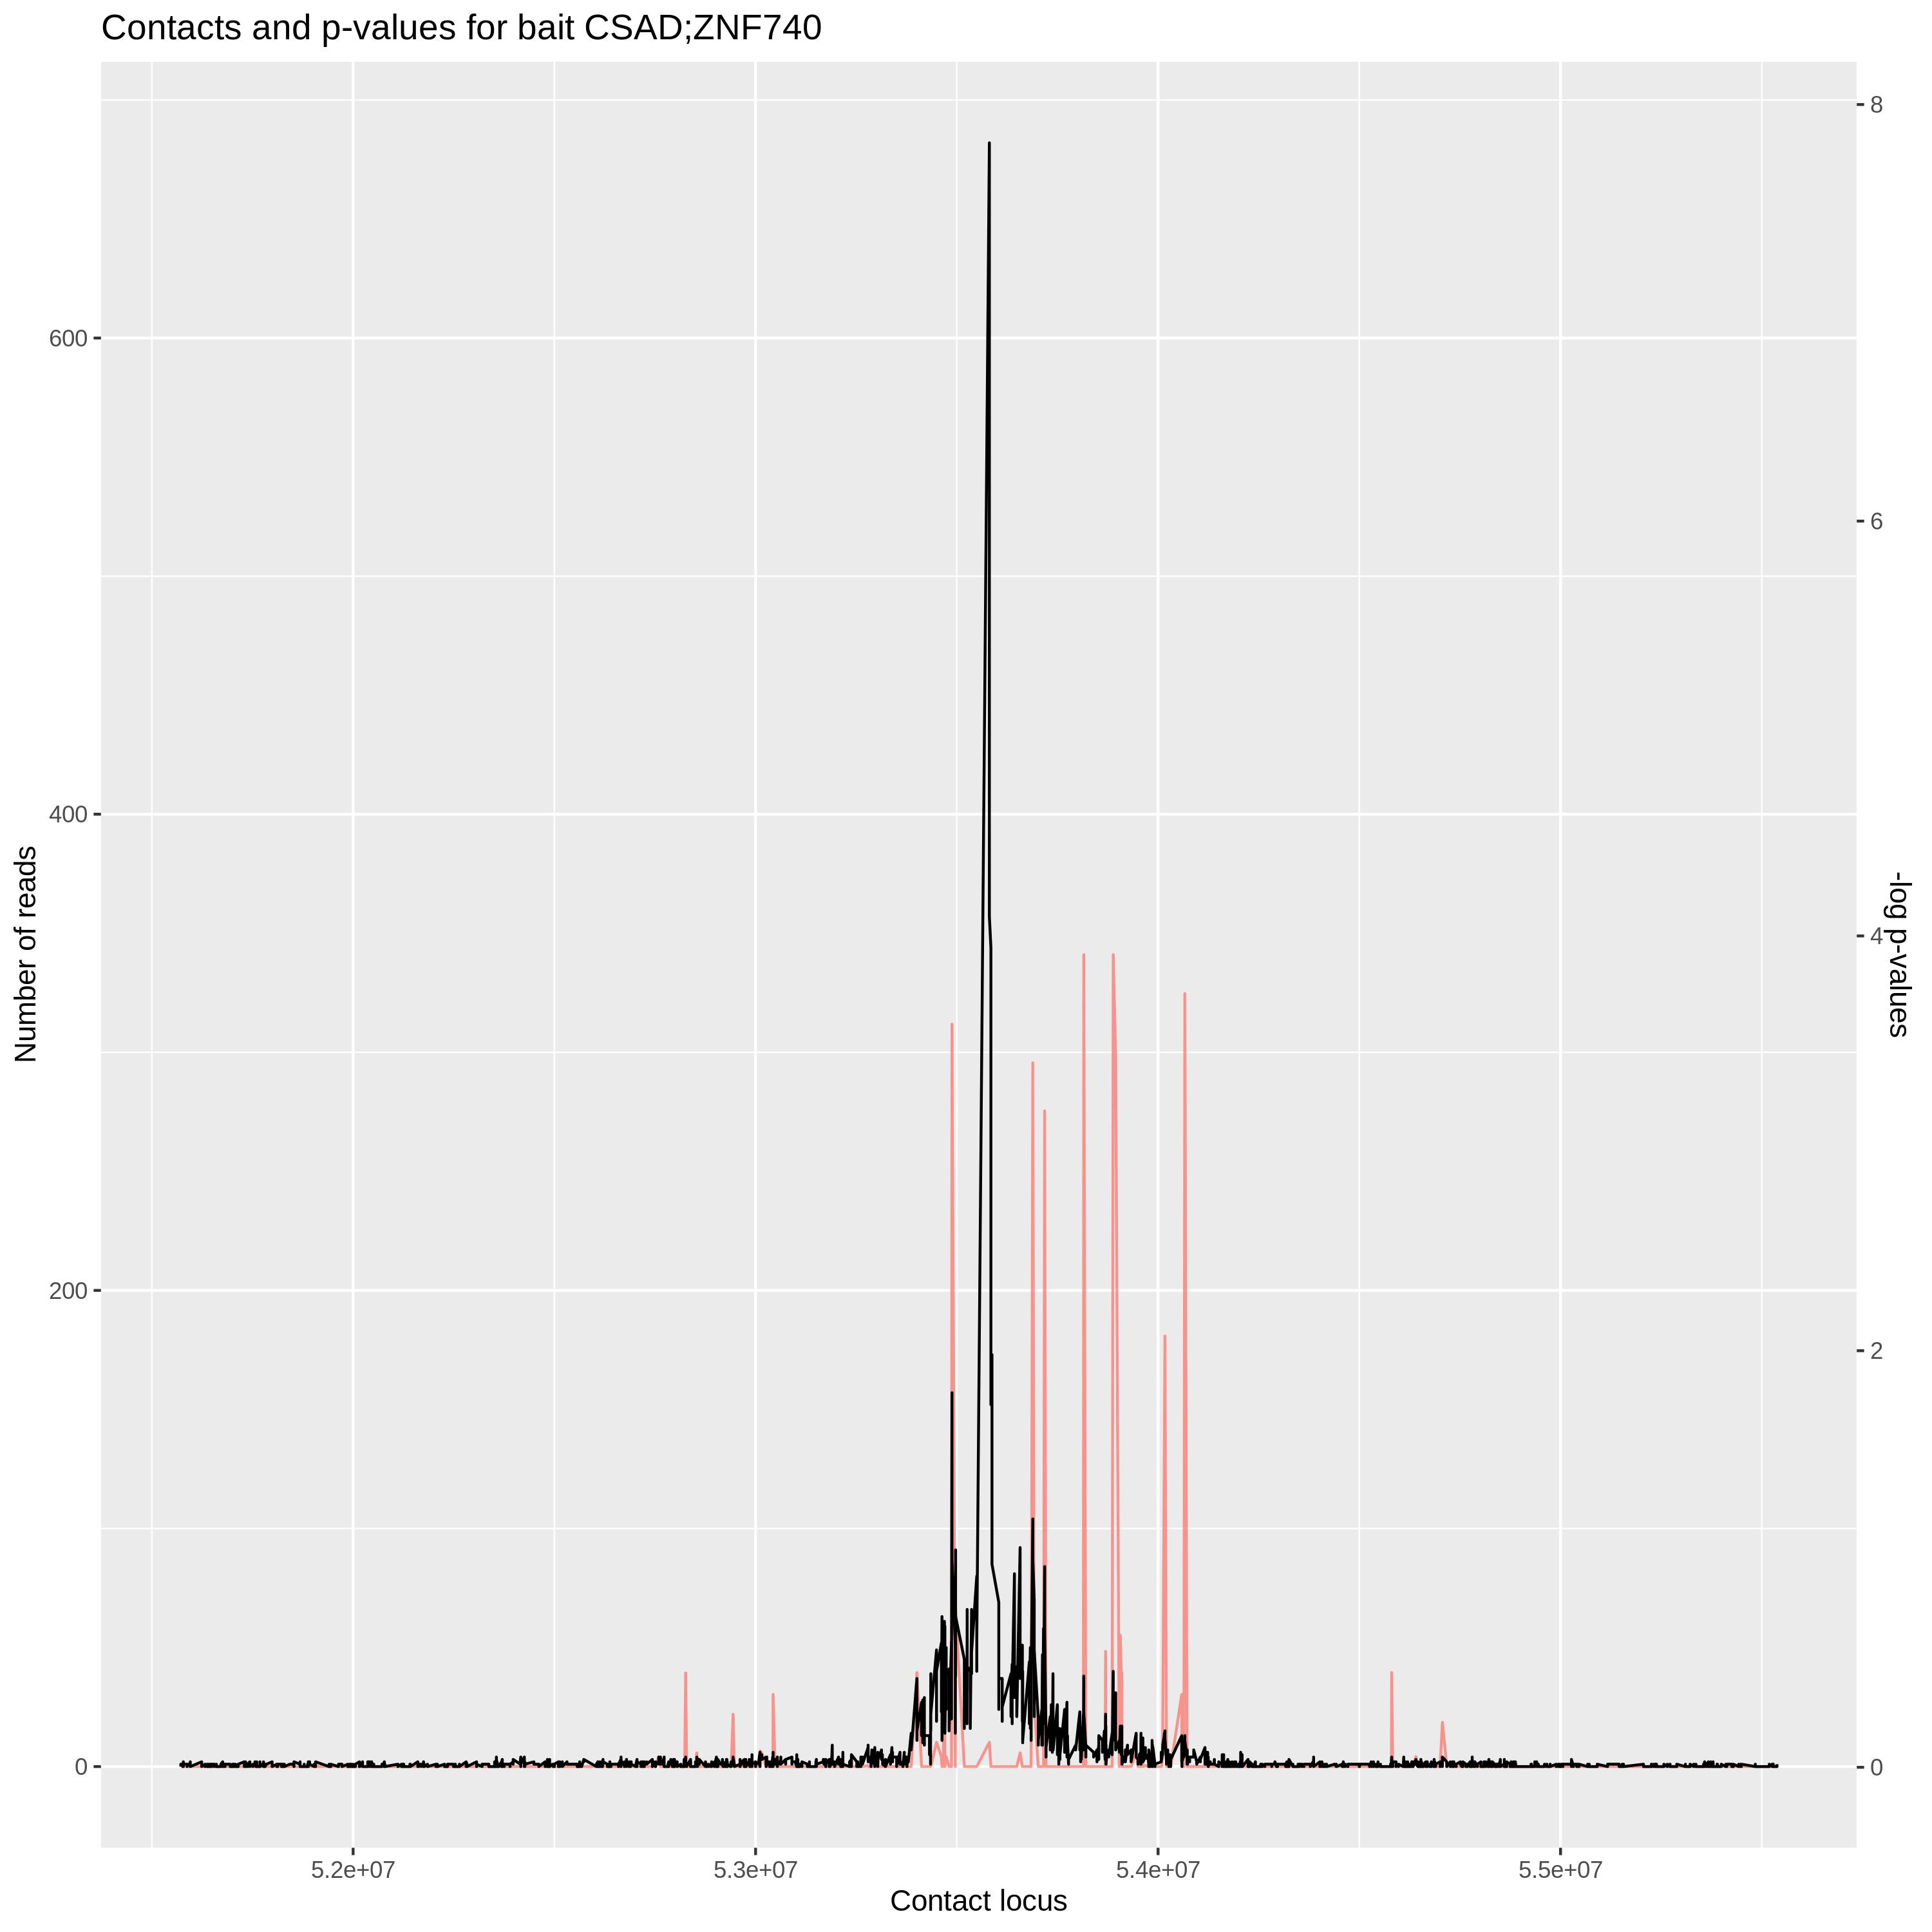 Contacts and p-values for bait CSAD;ZNF740
8
600
6
400
4
200
2
0
0
Number of reads
-log p-values
5.2e+07
5.3e+07
5.4e+07
5.5e+07
Contact locus